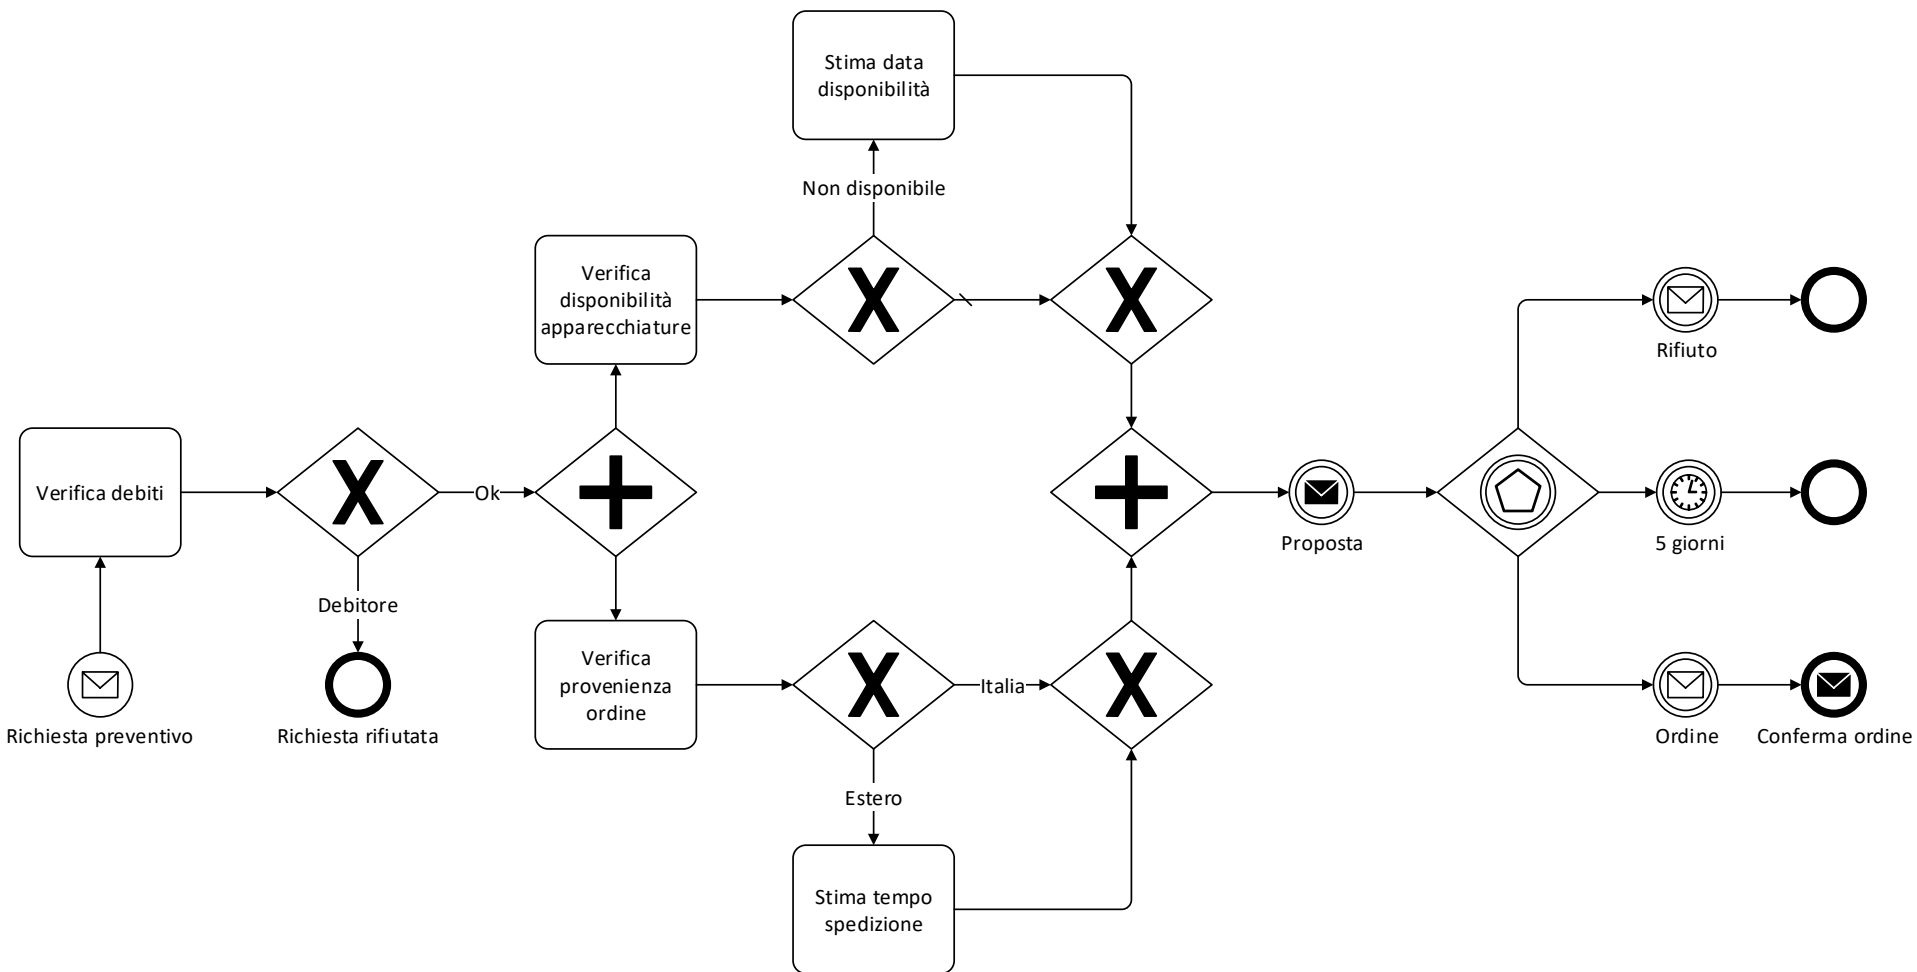 Stima data
disponibilità
Non disponibile
Verifica
disponibilità
apparecchiature
Rifiuto
Verifica debiti
Ok
Proposta
5 giorni
Debitore
Verifica
provenienza
ordine
Italia
Richiesta preventivo
Richiesta rifiutata
Ordine
Conferma ordine
Estero
Stima tempo
spedizione